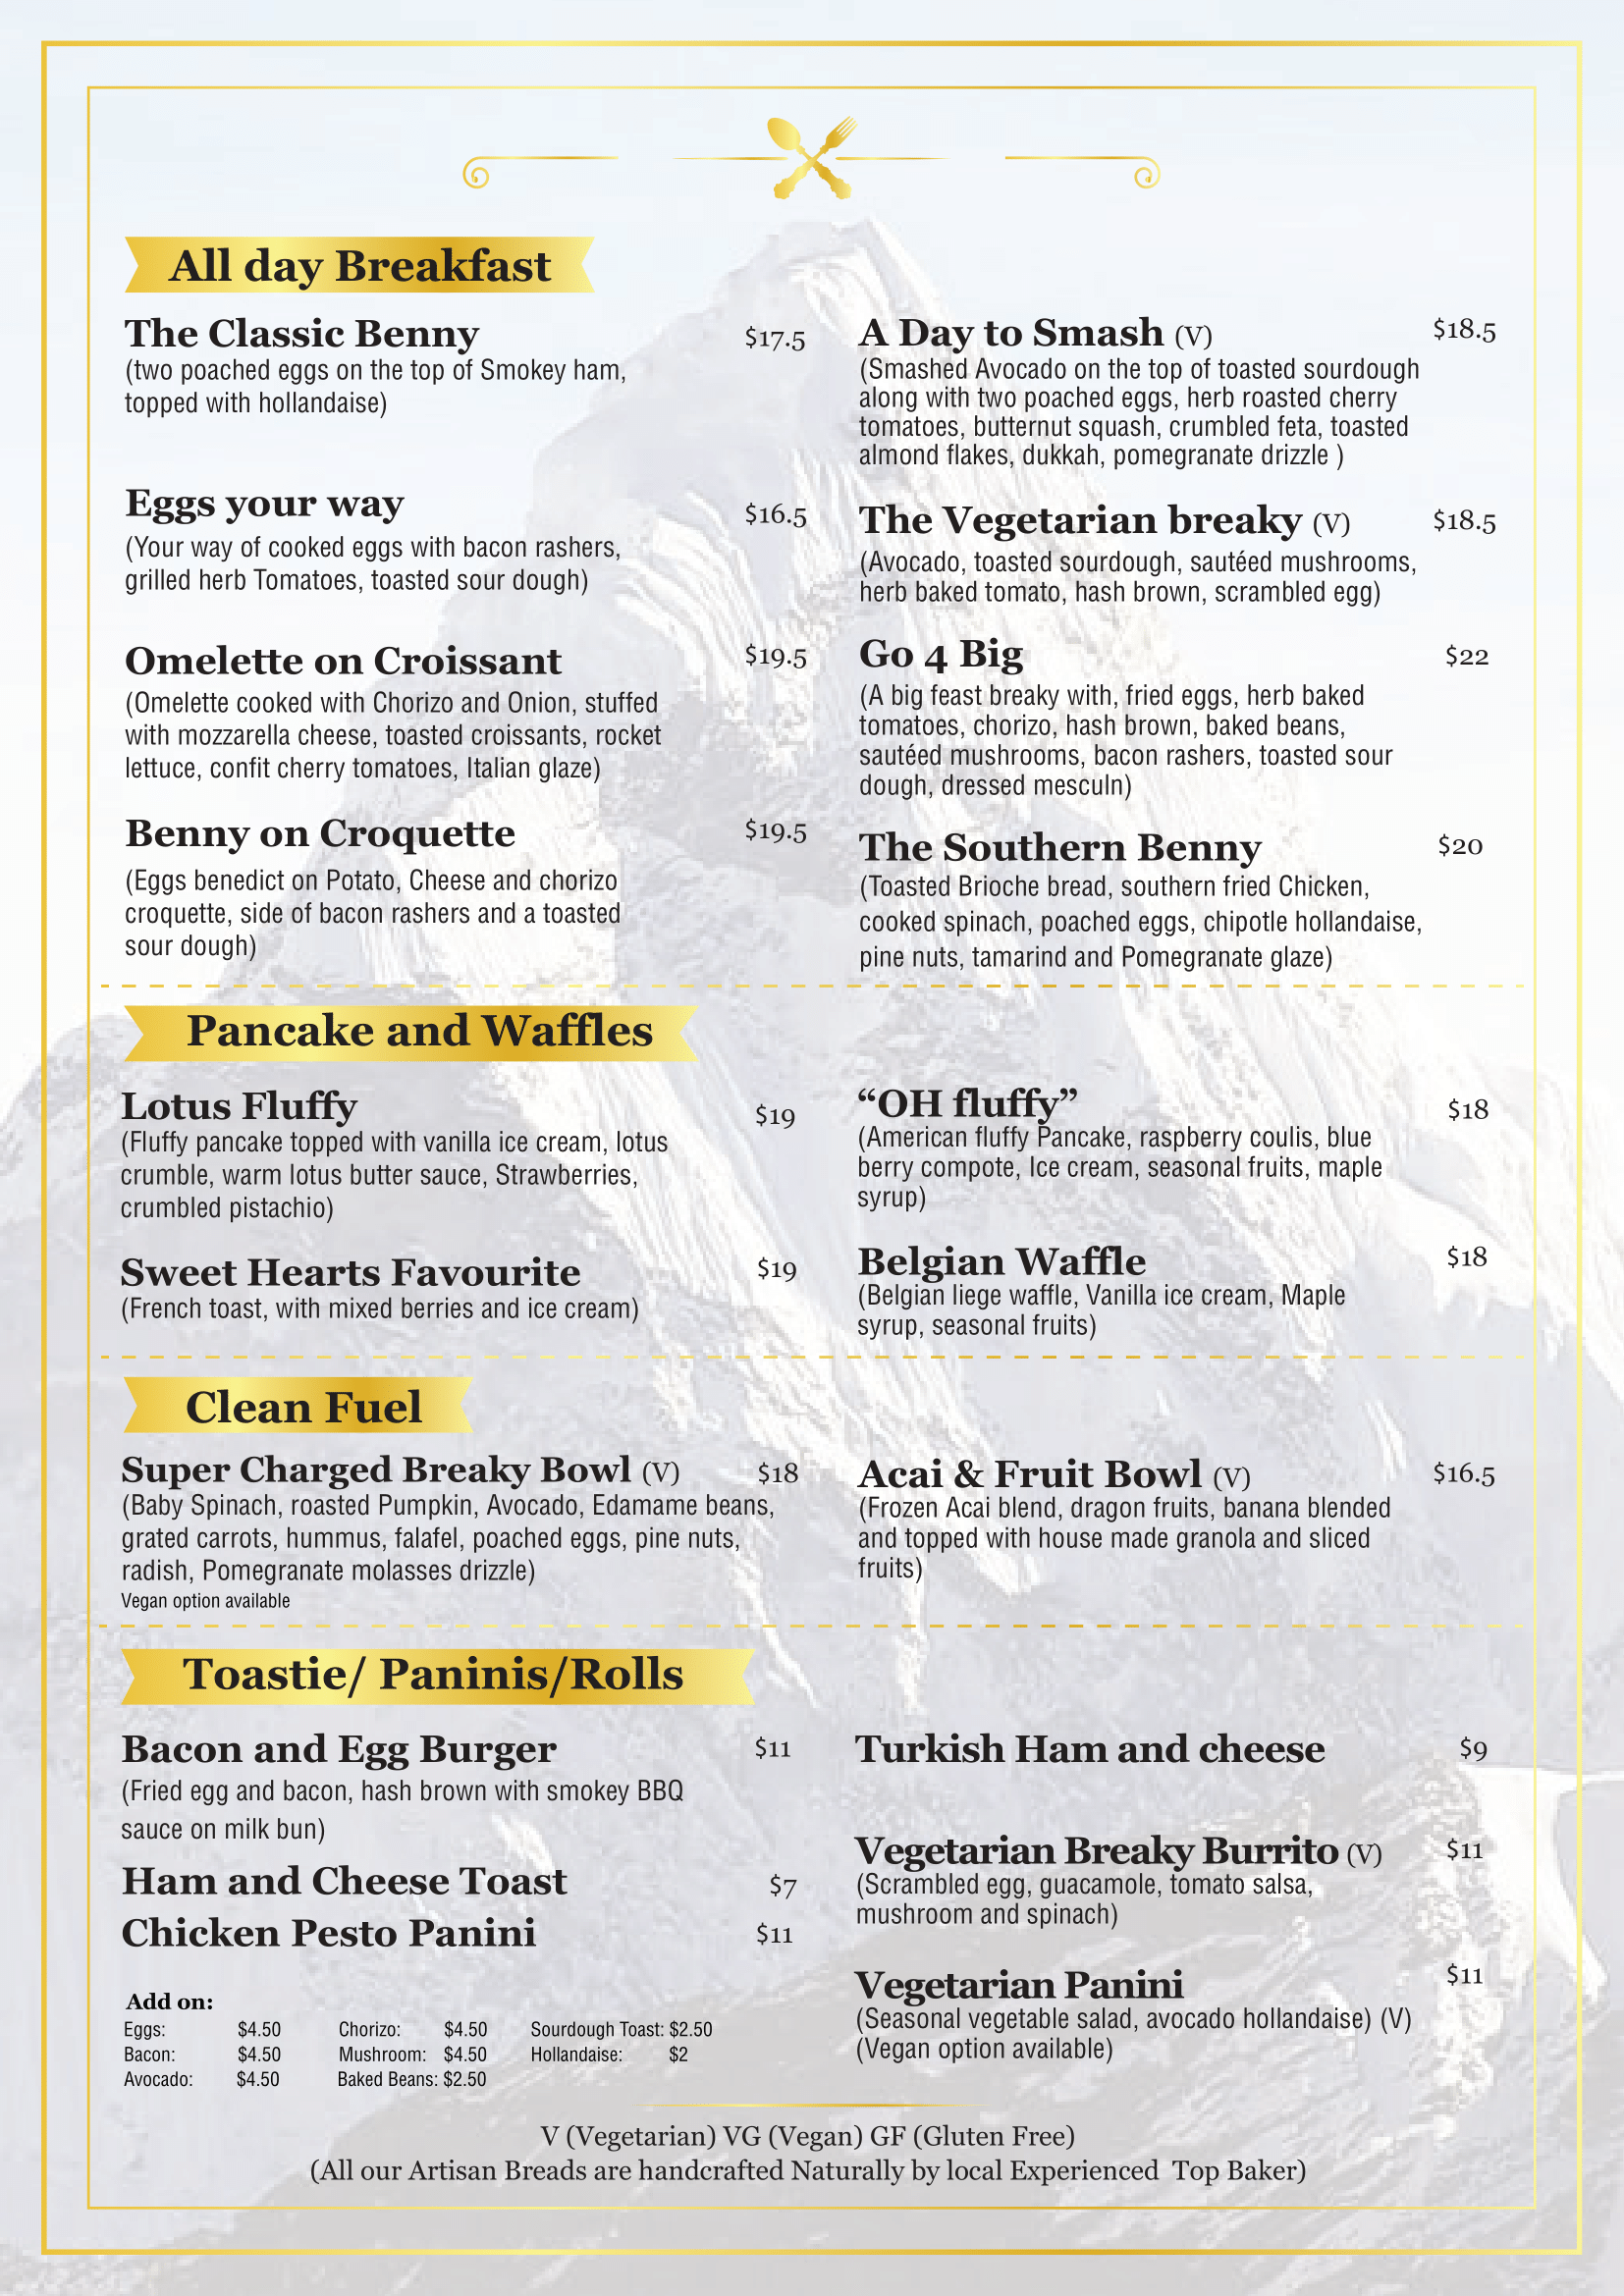 All day Breakfast
The Classic Benny $17.5
(two poached eggs on the top of Smokey ham,
topped with hollandaise)
Eggs your way $16.5
(Your way of cooked eggs with bacon rashers,
grilled herb Tomatoes, toasted sour dough)
Omelette on Croissant $19.5
(Omelette cooked with Chorizo and Onion, stuffed
with mozzarella cheese, toasted croissants, rocket
lettuce, confit cherry tomatoes, Italian glaze)
Benny on Croquette $19.5
(Eggs benedict on Potato, Cheese and chorizo
croquette, side of bacon rashers and a toasted
sour dough)
A Day to Smash (V) $18.5
(Smashed Avocado on the top of toasted sourdough
along with two poached eggs, herb roasted cherry
tomatoes, butternut squash, crumbled feta, toasted
almond flakes, dukkah, pomegranate drizzle )
The Vegetarian breaky (V) $18.5
(Avocado, toasted sourdough, sautéed mushrooms,
herb baked tomato, hash brown, scrambled egg)
Go 4 Big $22
(A big feast breaky with, fried eggs, herb baked
tomatoes, chorizo, hash brown, baked beans,
sautéed mushrooms, bacon rashers, toasted sour
dough, dressed mesculn)
The Southern Benny $20
(Toasted Brioche bread, southern fried Chicken,
cooked spinach, poached eggs, chipotle hollandaise,
pine nuts, tamarind and Pomegranate glaze)
Pancake and Waffles
Lotus Fluffy $19
(Fluffy pancake topped with vanilla ice cream, lotus
crumble, warm lotus butter sauce, Strawberries,
crumbled pistachio)
Sweet Hearts Favourite $19
(French toast, with mixed berries and ice cream)
“OH fluffy” $18
(American fluffy Pancake, raspberry coulis, blue
berry compote, Ice cream, seasonal fruits, maple
syrup)
Belgian Waffle $18
(Belgian liege waffle, Vanilla ice cream, Maple
syrup, seasonal fruits)
Clean Fuel
Super Charged Breaky Bowl (V) $18
(Baby Spinach, roasted Pumpkin, Avocado, Edamame beans,
grated carrots, hummus, falafel, poached eggs, pine nuts,
radish, Pomegranate molasses drizzle)
Vegan option available
Acai & Fruit Bowl (V) $16.5
(Frozen Acai blend, dragon fruits, banana blended
and topped with house made granola and sliced
fruits)
Toastie/ Paninis/Rolls
Bacon and Egg Burger $11
(Fried egg and bacon, hash brown with smokey BBQ
sauce on milk bun)
Ham and Cheese Toast $7
Chicken Pesto Panini $11
Turkish Ham and cheese $9
Vegetarian Breaky Burrito (V) $11
(Scrambled egg, guacamole, tomato salsa,
mushroom and spinach)
Vegetarian Panini $11
(Seasonal vegetable salad, avocado hollandaise) (V)
(Vegan option available)
Add on:
Eggs: $4.50 Chorizo: $4.50 Sourdough Toast: $2.50
Bacon: $4.50 Mushroom: $4.50 Hollandaise: $2
Avocado: $4.50 Baked Beans: $2.50
V (Vegetarian) VG (Vegan) GF (Gluten Free)
(All our Artisan Breads are handcrafted Naturally by local Experienced Top Baker)